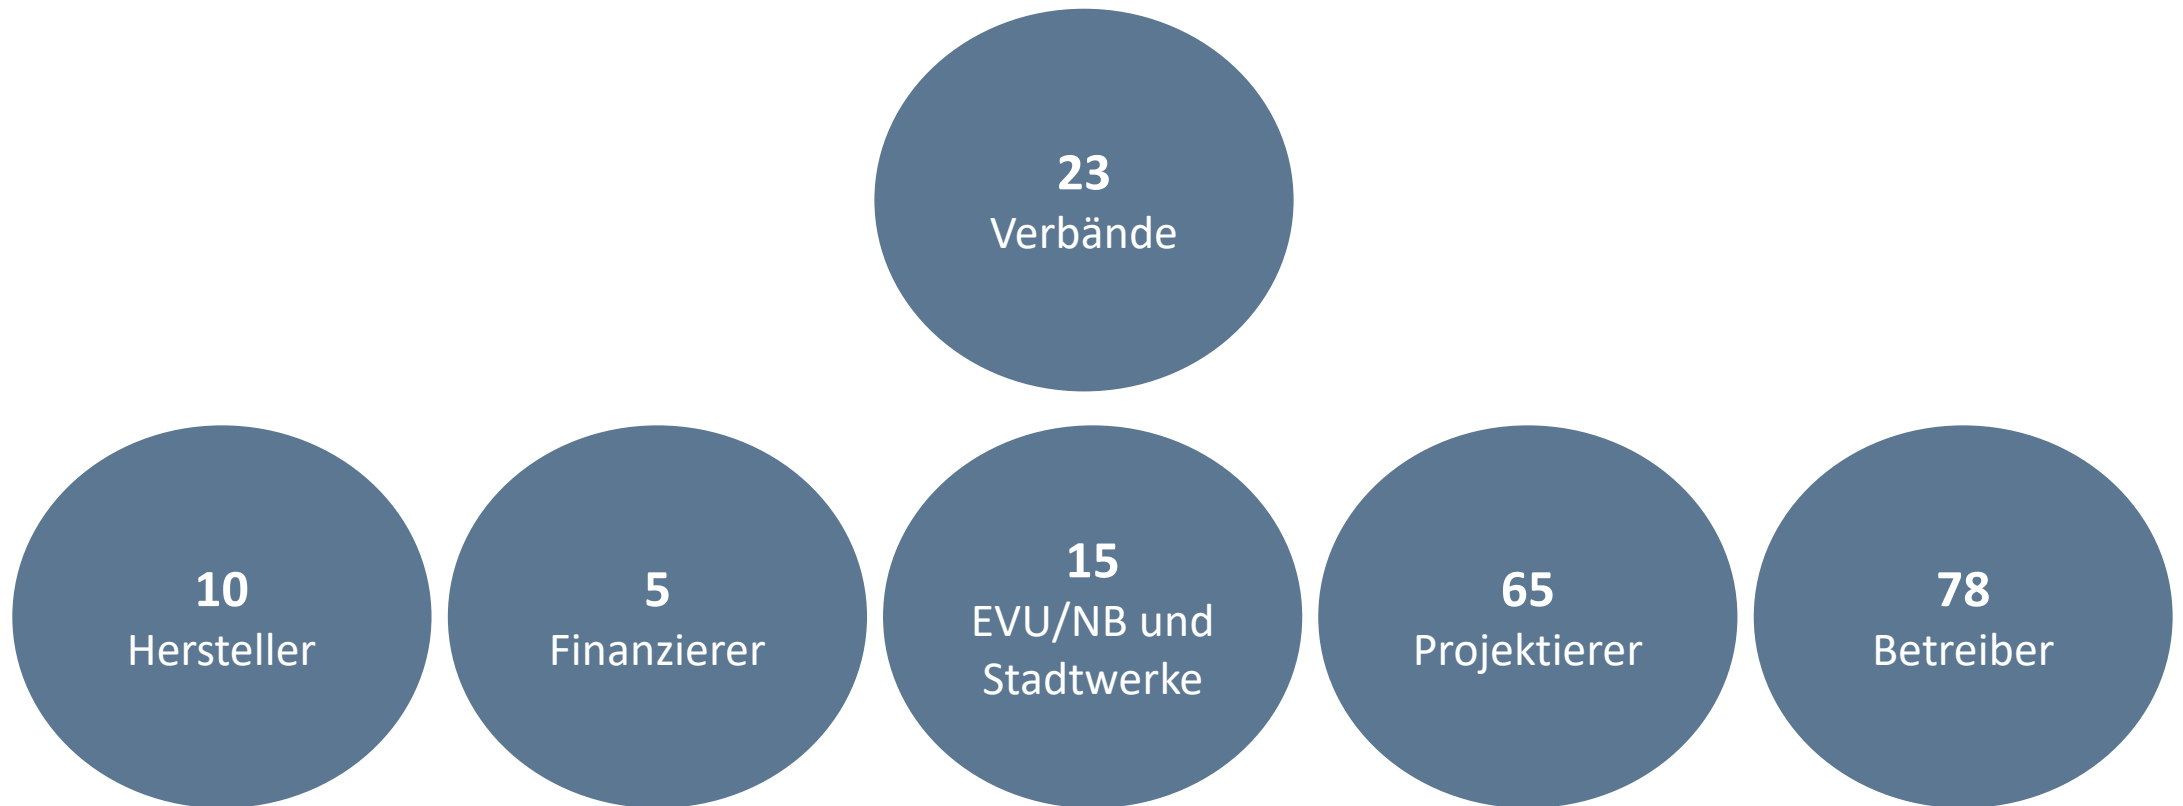 23
Verbände
10
Hersteller
5
Finanzierer
15
EVU/NB und
Stadtwerke
65
Projektierer
78
Betreiber